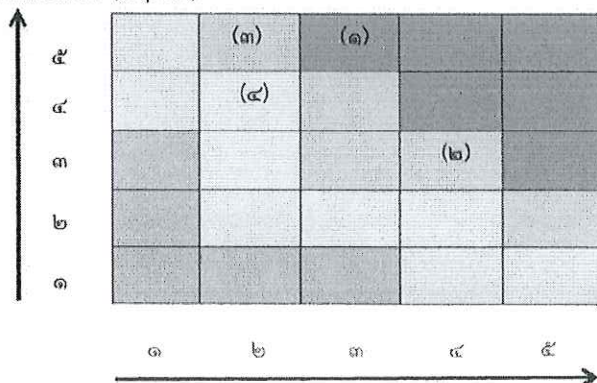 ๕ (๓) (๑)
๔ (๔)
๓ (๒)
๒
๑
๑ ๒ ๓ ๔ ๕